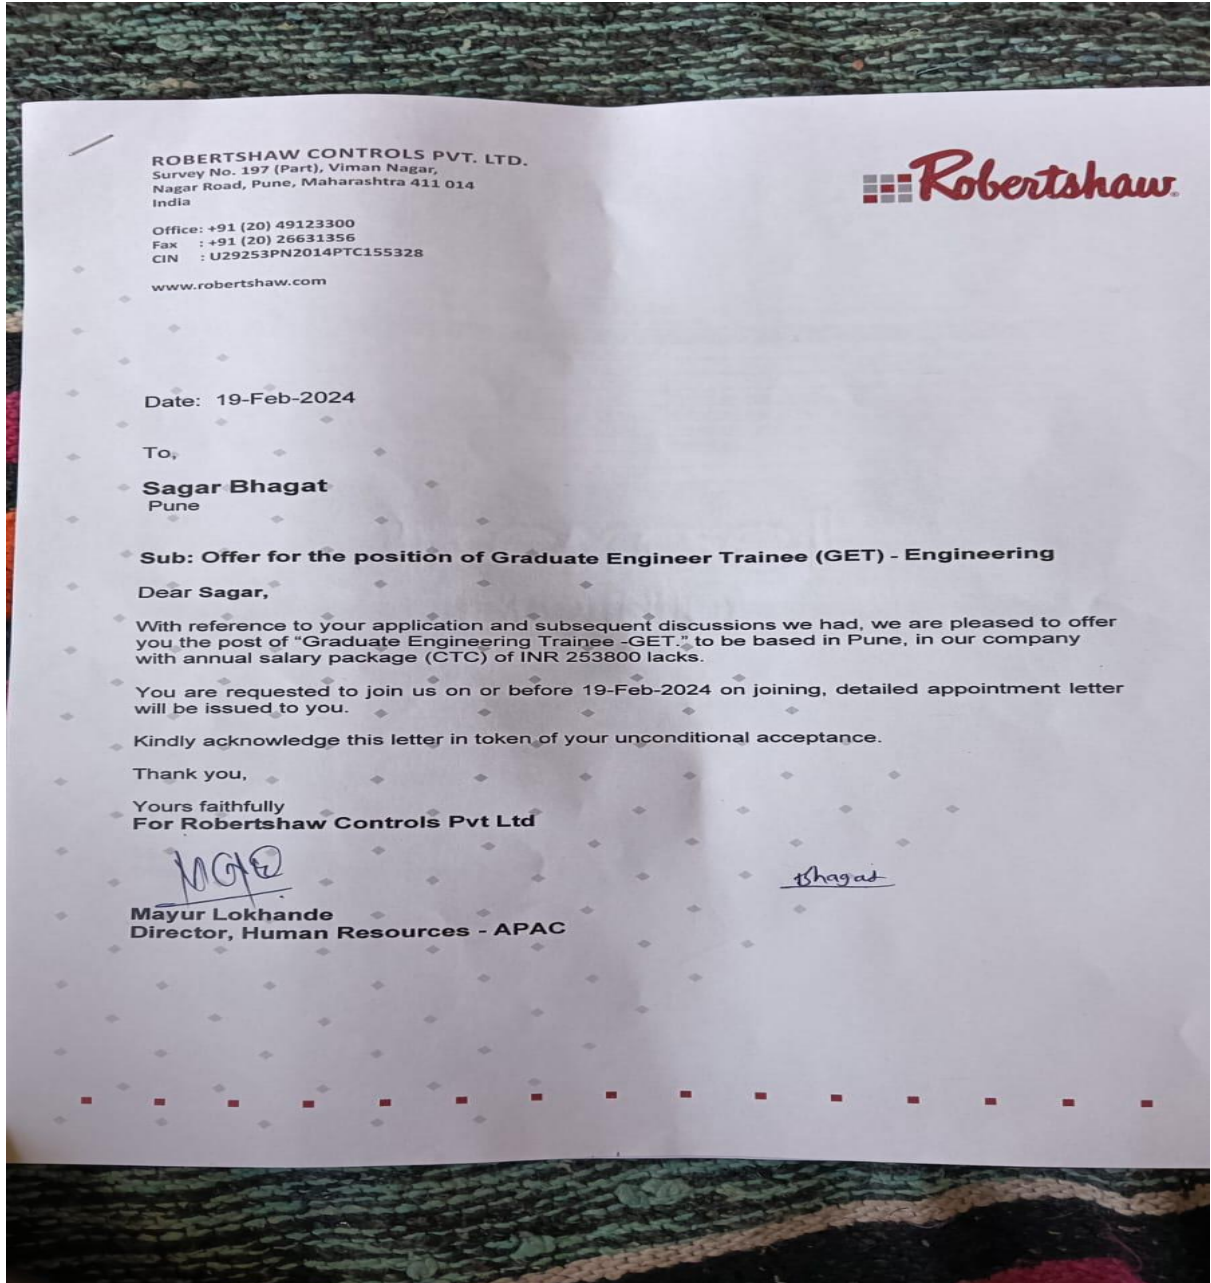 ROBERTSHAW CONTROLS PVT. LTD.
Survey No. 197 (Part), Viman Nagar,
Nagar Road, Pune, Maharashtra 411 014
India
Office: +91 (20) 49123300
Fax : +91 (20) 26631356
CIN : U29253PN2014PTC155328
www.robertshaw.com
Robertshaw
Date: 19-Feb-2024
To,
Sagar Bhagat
Pune
Sub: Offer for the position of Graduate Engineer Trainee (GET) - Engineering
Dear Sagar,
With reference to your application and subsequent discussions we had, we are pleased to offer
you the post of “Graduate Engineering Trainee -GET.” to be based in Pune, in our company
with annual salary package (CTC) of INR 253800 lacks.
You are requested to join us on or before 19-Feb-2024 on joining, detailed appointment letter
will be issued to you.
Kindly acknowledge this letter in token of your unconditional acceptance.
Thank you,
Yours faithfully
For Robertshaw Controls Pvt Ltd
Bhagat
Mayur Lokhande
Director, Human Resources - APAC